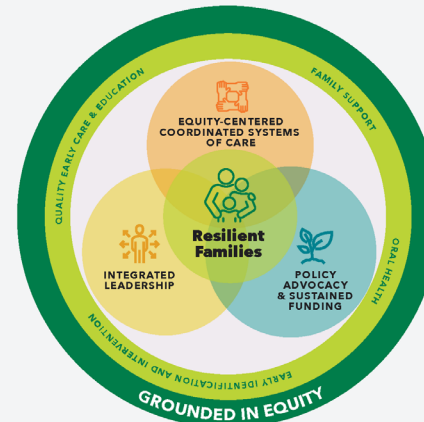 QUALITY EARLY CARE & EDUCATION
FAMILY SUPPORT
EQUITY-CENTERED
COORDINATED SYSTEMS
OF CARE
Resilient
Families
INTEGRATED
LEADERSHIP
POLICY
ADVOCACY
& SUSTAINED
FUNDING
ORAL HEALTH
EARLY IDENTIFICATION AND INTERVENTION
GROUNDED IN EQUITY